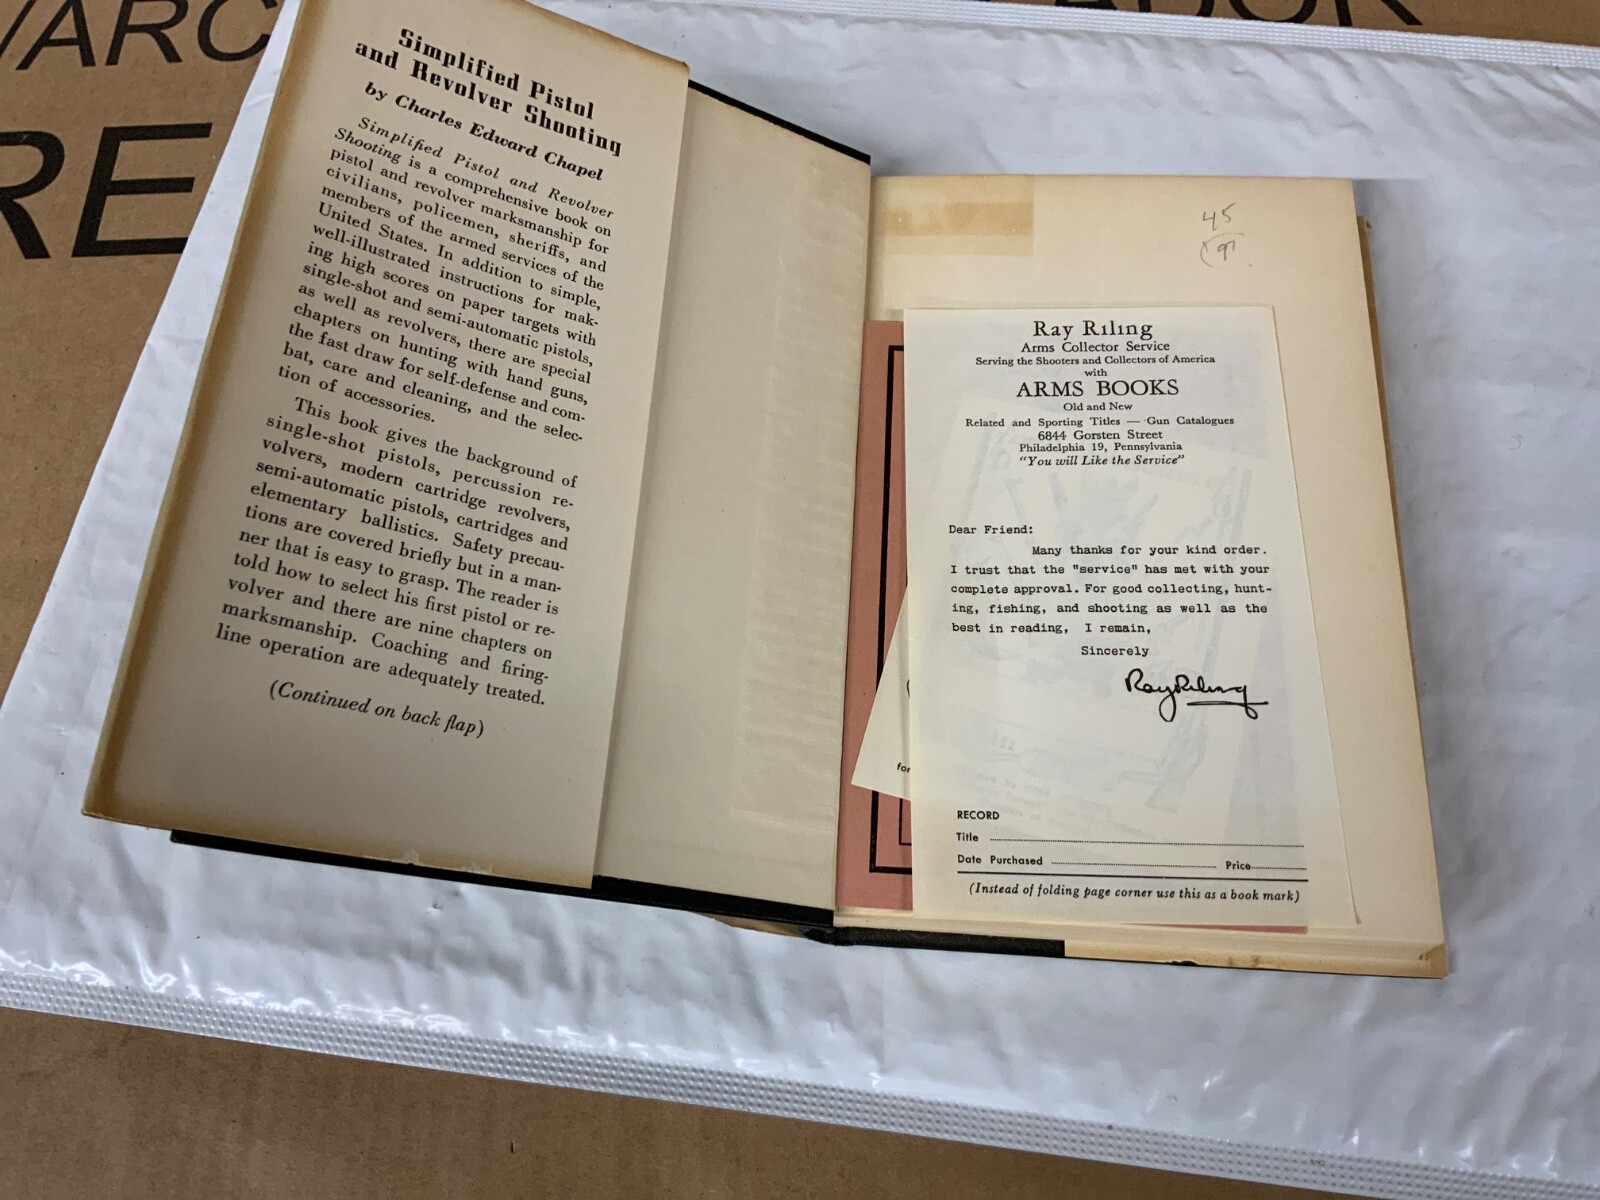 /ARC
ADOR
RE
Simplified Pistol
and Revolver Shooting
by Charles Edward Chapel
Simplified Pistol and Revolver
Shooting is a comprehensive book on
pistol and revolver marksmanship for
civilians, policemen, sheriffs, and
members of the armed services of the
United States. In addition to simple,
well-illustrated instructions for mak-
ing high scores on paper targets with
single-shot and semi-automatic pistols,
as well as revolvers, there are special
chapters on hunting with hand guns,
the fast draw for self-defense and com-
bat, care and cleaning, and the selec-
tion of accessories.
This book gives the background of
single-shot pistols, percussion re-
volvers, modern cartridge revolvers,
semi-automatic pistols, cartridges and
elementary ballistics. Safety precau-
tions are covered briefly but in a man-
ner that is easy to grasp. The reader is
told how to select his first pistol or re-
volver and there are nine chapters on
marksmanship. Coaching and firing-
line operation are adequately treated.
(Continued on back flap)
45
Ray Riling
Arms Collector Service
Serving the Shooters and Collectors of America
with
ARMS BOOKS
Old and New
Related and Sporting Titles — Gun Catalogues
6844 Gorsten Street
Philadelphia 19, Pennsylvania
"You will Like the Service"
Dear Friend:
Many thanks for your kind order.
I trust that the "service" has met with your
complete approval. For good collecting, hunt-
ing, fishing, and shooting as well as the
best in reading, I remain,
Sincerely
Ray Riling
for
RECORD
Title
Date Purchased Price
(Instead of folding page corner use this as a book mark)